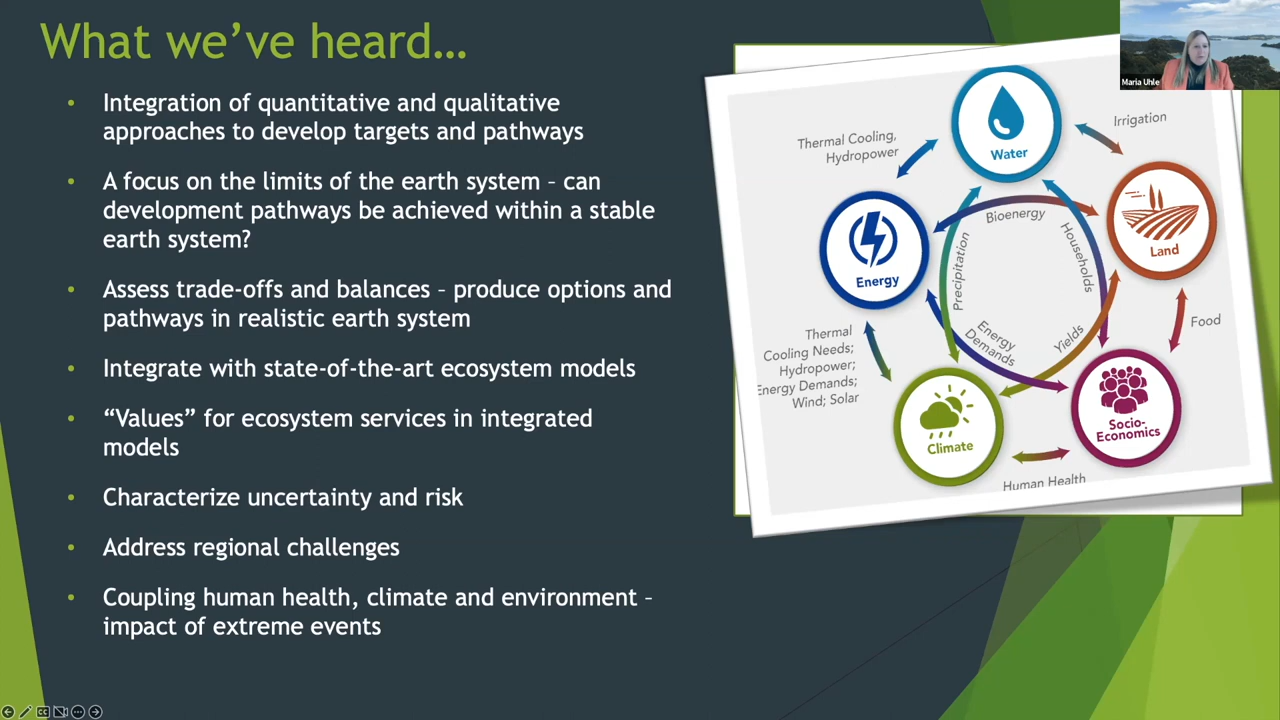 What we've heard...
• Integration of quantitative and qualitative
approaches to develop targets and pathways
• A focus on the limits of the earth system – can
development pathways be achieved within a stable
earth system?
• Assess trade-offs and balances – produce options and
pathways in realistic earth system
• Integrate with state-of-the-art ecosystem models
• “Values” for ecosystem services in integrated
models
• Characterize uncertainty and risk
• Address regional challenges
• Coupling human health, climate and environment –
impact of extreme events
Maria Uhle
Water
Irrigation
Thermal Cooling,
Hydropower
Bioenergy
Land
Energy
Precipitation
Households
Thermal
Cooling Needs;
Hydropower;
Energy Demands;
Wind; Solar
Energy
Demands
Yields
Food
Climate
Socio-
Economics
Human Health
CC